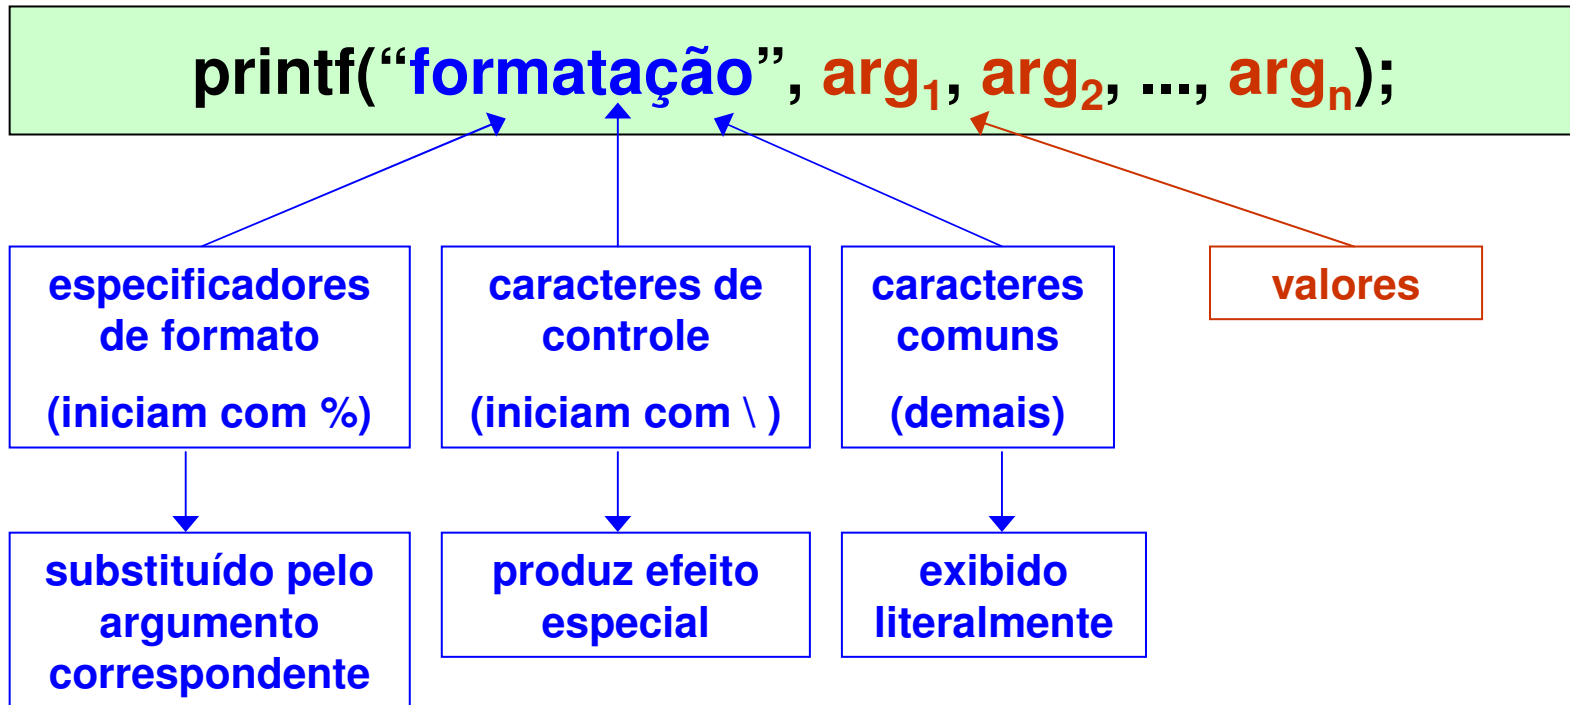 printf(“formatação”, arg1, arg2, ..., argn);
especificadores
de formato
(iniciam com %)
caracteres de
controle
(iniciam com \ )
caracteres
comuns
(demais)
valores
substituído pelo
argumento
correspondente
produz efeito
especial
exibido
literalmente